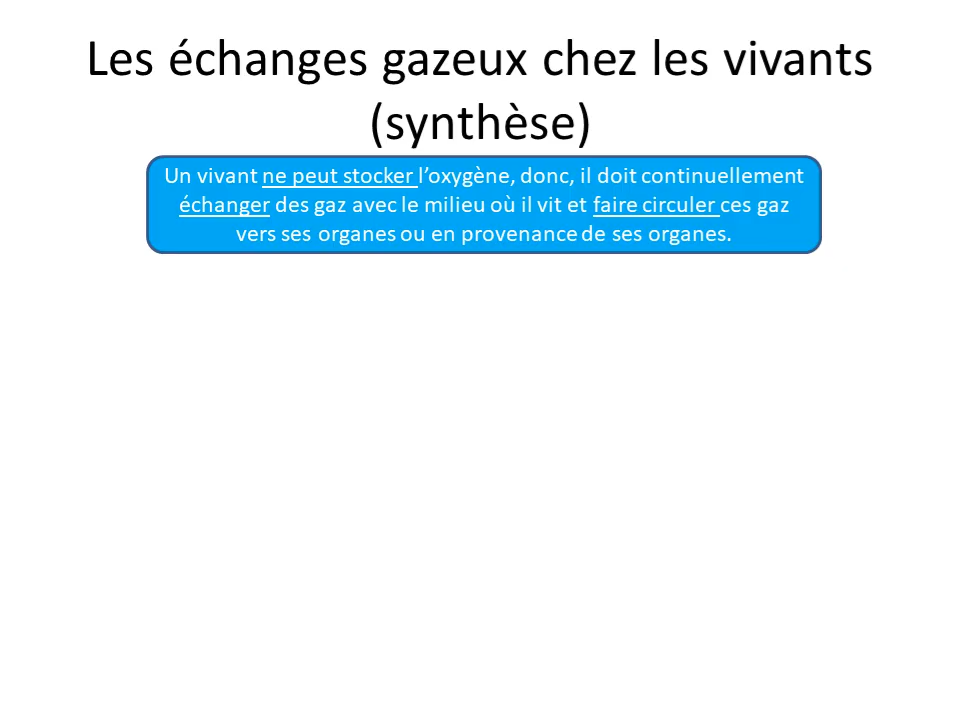 Les échanges gazeux chez les vivants
(synthèse)
Un vivant ne peut stocker l’oxygène, donc, il doit continuellement
échanger des gaz avec le milieu où il vit et faire circuler ces gaz
vers ses organes ou en provenance de ses organes.